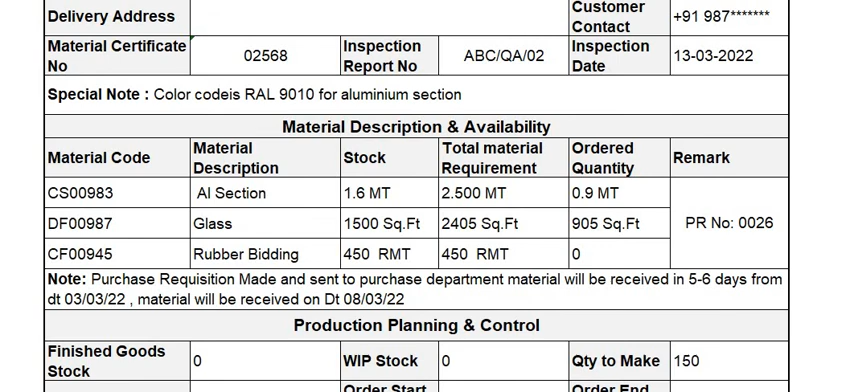 Delivery Address Customer Contact +91 987*******
Material Certificate No 02568 Inspection Report No ABC/QA/02 Inspection Date 13-03-2022
Special Note : Color codeis RAL 9010 for aluminium section
Material Description & Availability
Material Code Material Description Stock Total material Requirement Ordered Quantity Remark
CS00983 Al Section 1.6 MT 2.500 MT 0.9 MT
DF00987 Glass 1500 Sq.Ft 2405 Sq.Ft 905 Sq.Ft PR No: 0026
CF00945 Rubber Bidding 450 RMT 450 RMT 0
Note: Purchase Requisition Made and sent to purchase department material will be received in 5-6 days from
dt 03/03/22 , material will be received on Dt 08/03/22
Production Planning & Control
Finished Goods Stock 0 WIP Stock 0 Qty to Make 150
Order Start Order End